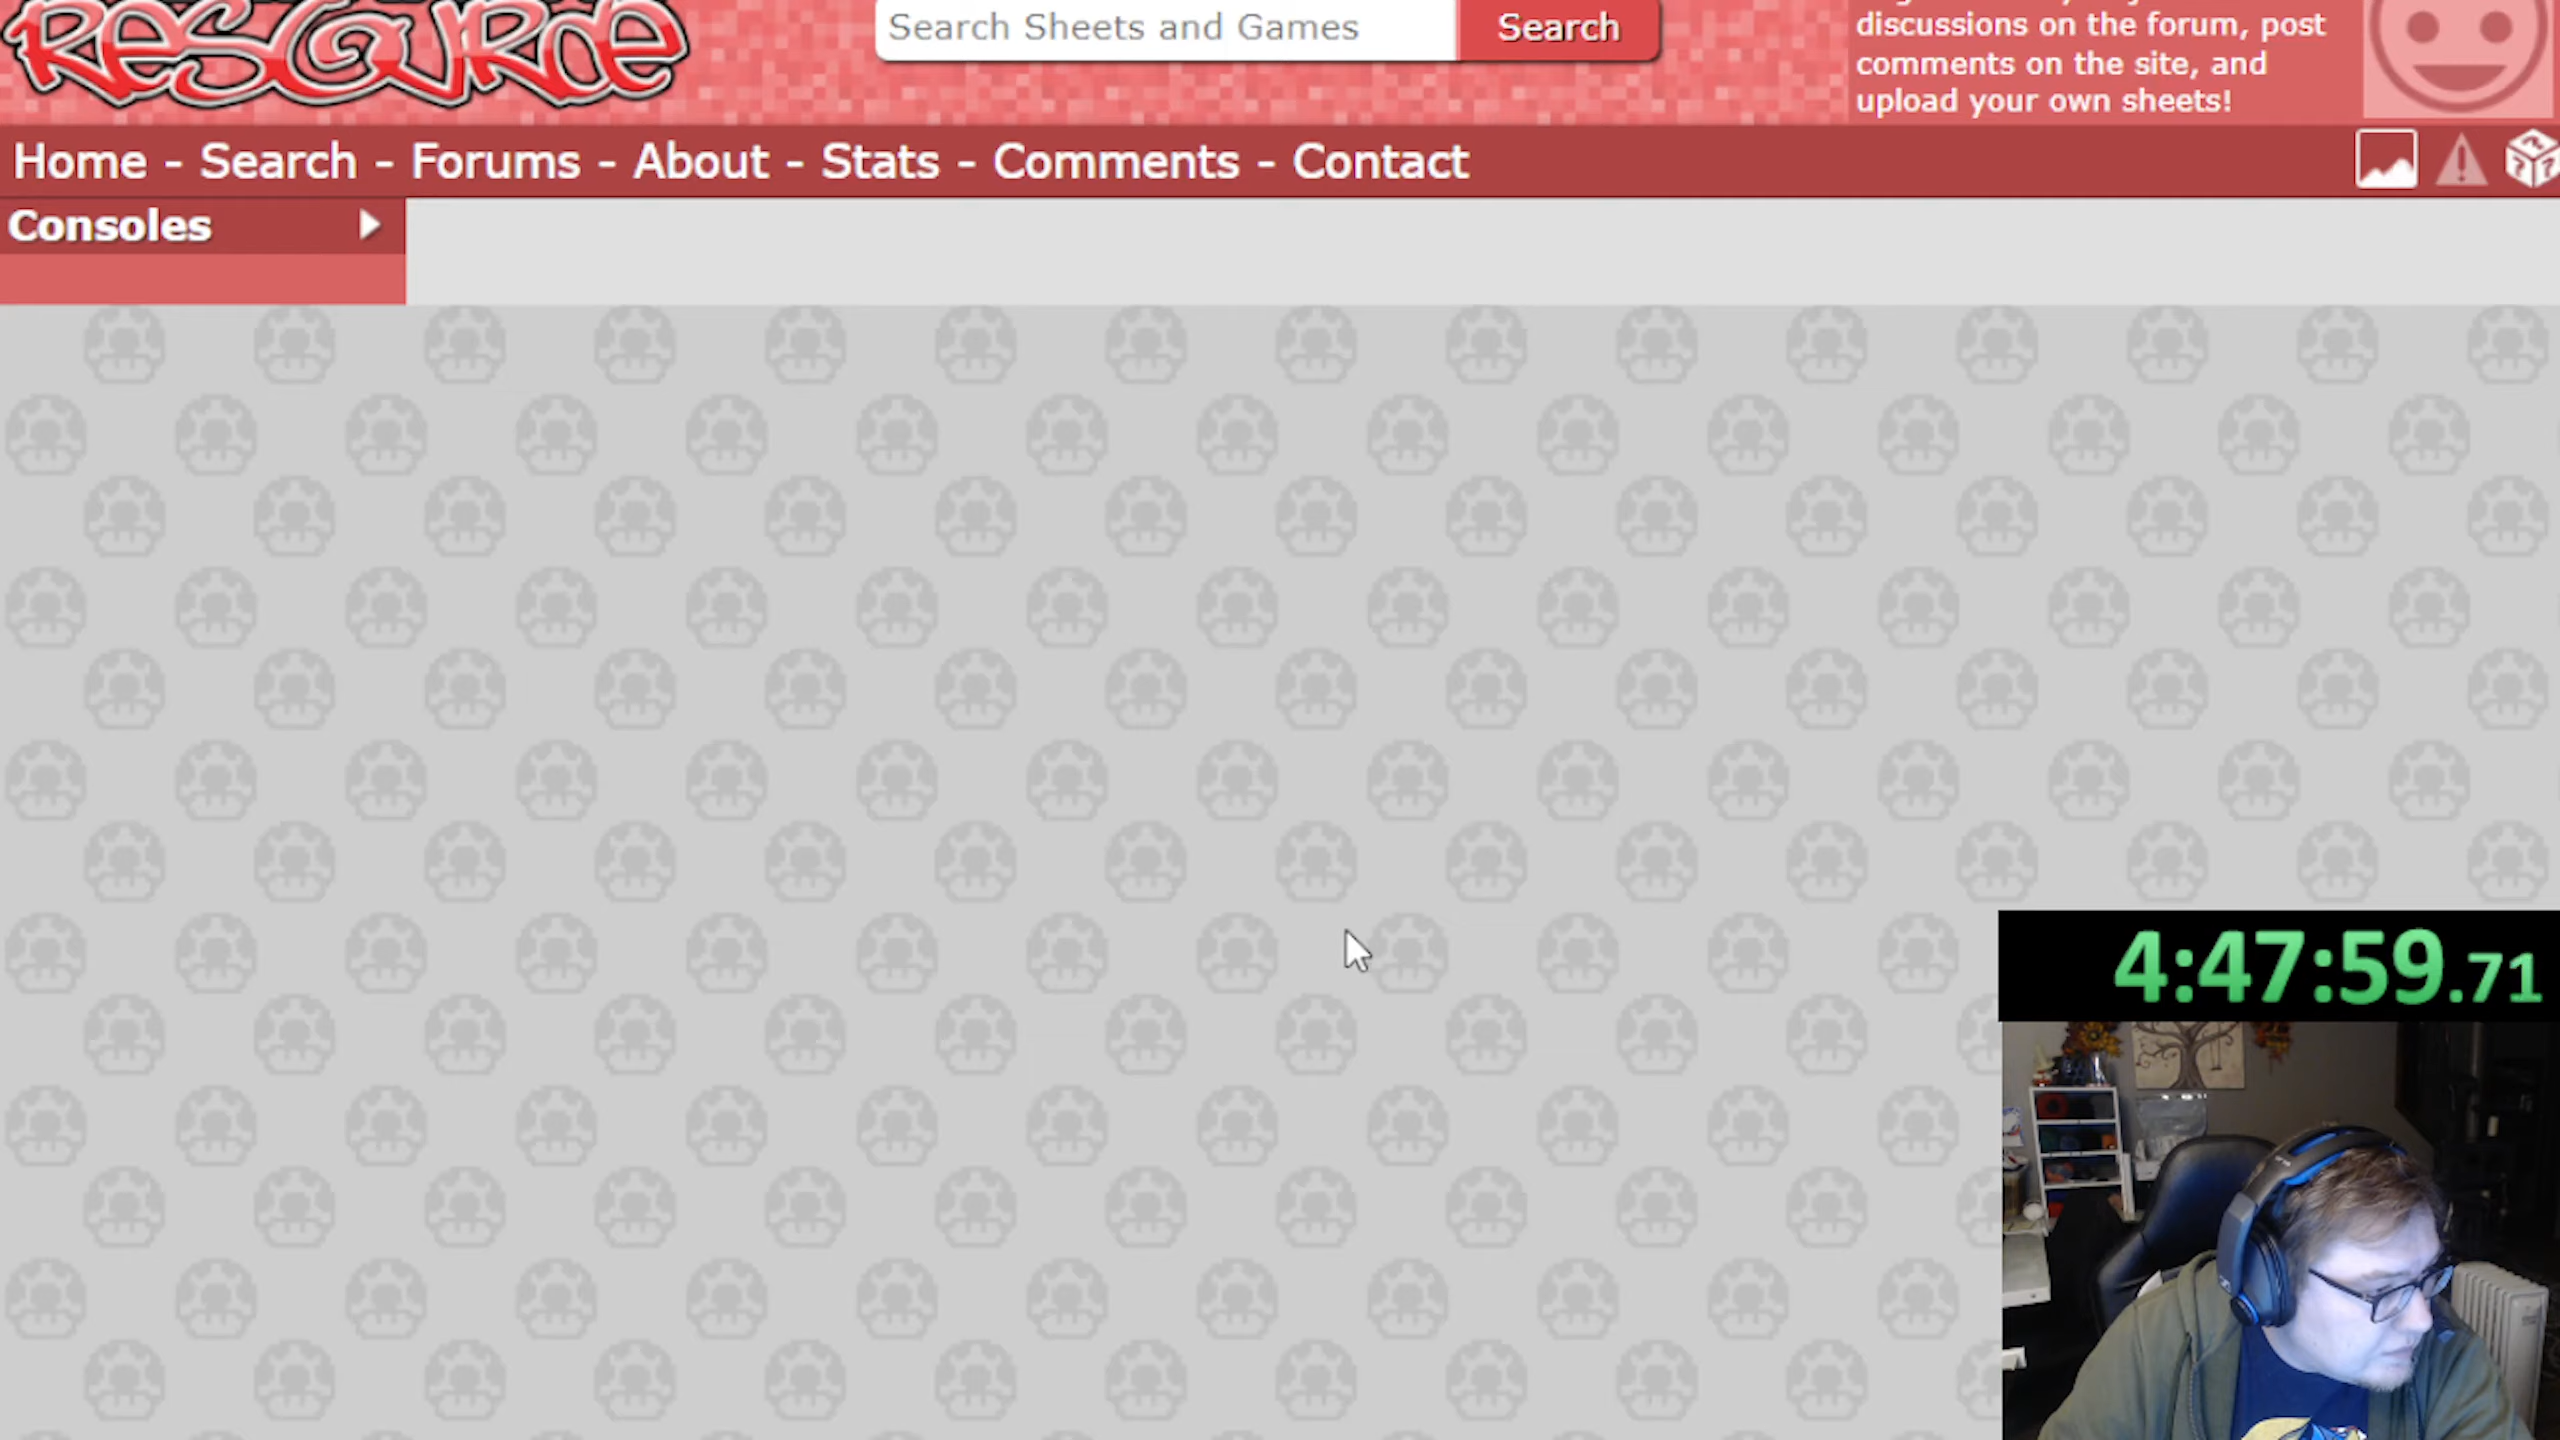 RESOURCE
Search Sheets and Games
Search
discussions on the forum, post
comments on the site, and
upload your own sheets!
Home - Search - Forums - About - Stats - Comments - Contact
Consoles
4:47:59.71